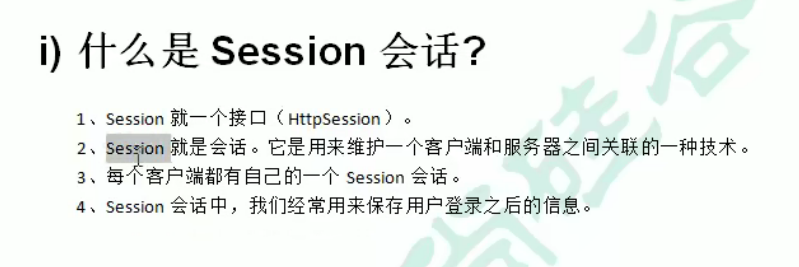 i) 什么是 Session 会话?
1、Session 就一个接口（HttpSession）。
2、Session 就是会话。它是用来维护一个客户端和服务器之间关联的一种技术。
3、每个客户端都有自己的一个 Session 会话。
4、Session 会话中，我们经常用来保存用户登录之后的信息。
尚硅谷